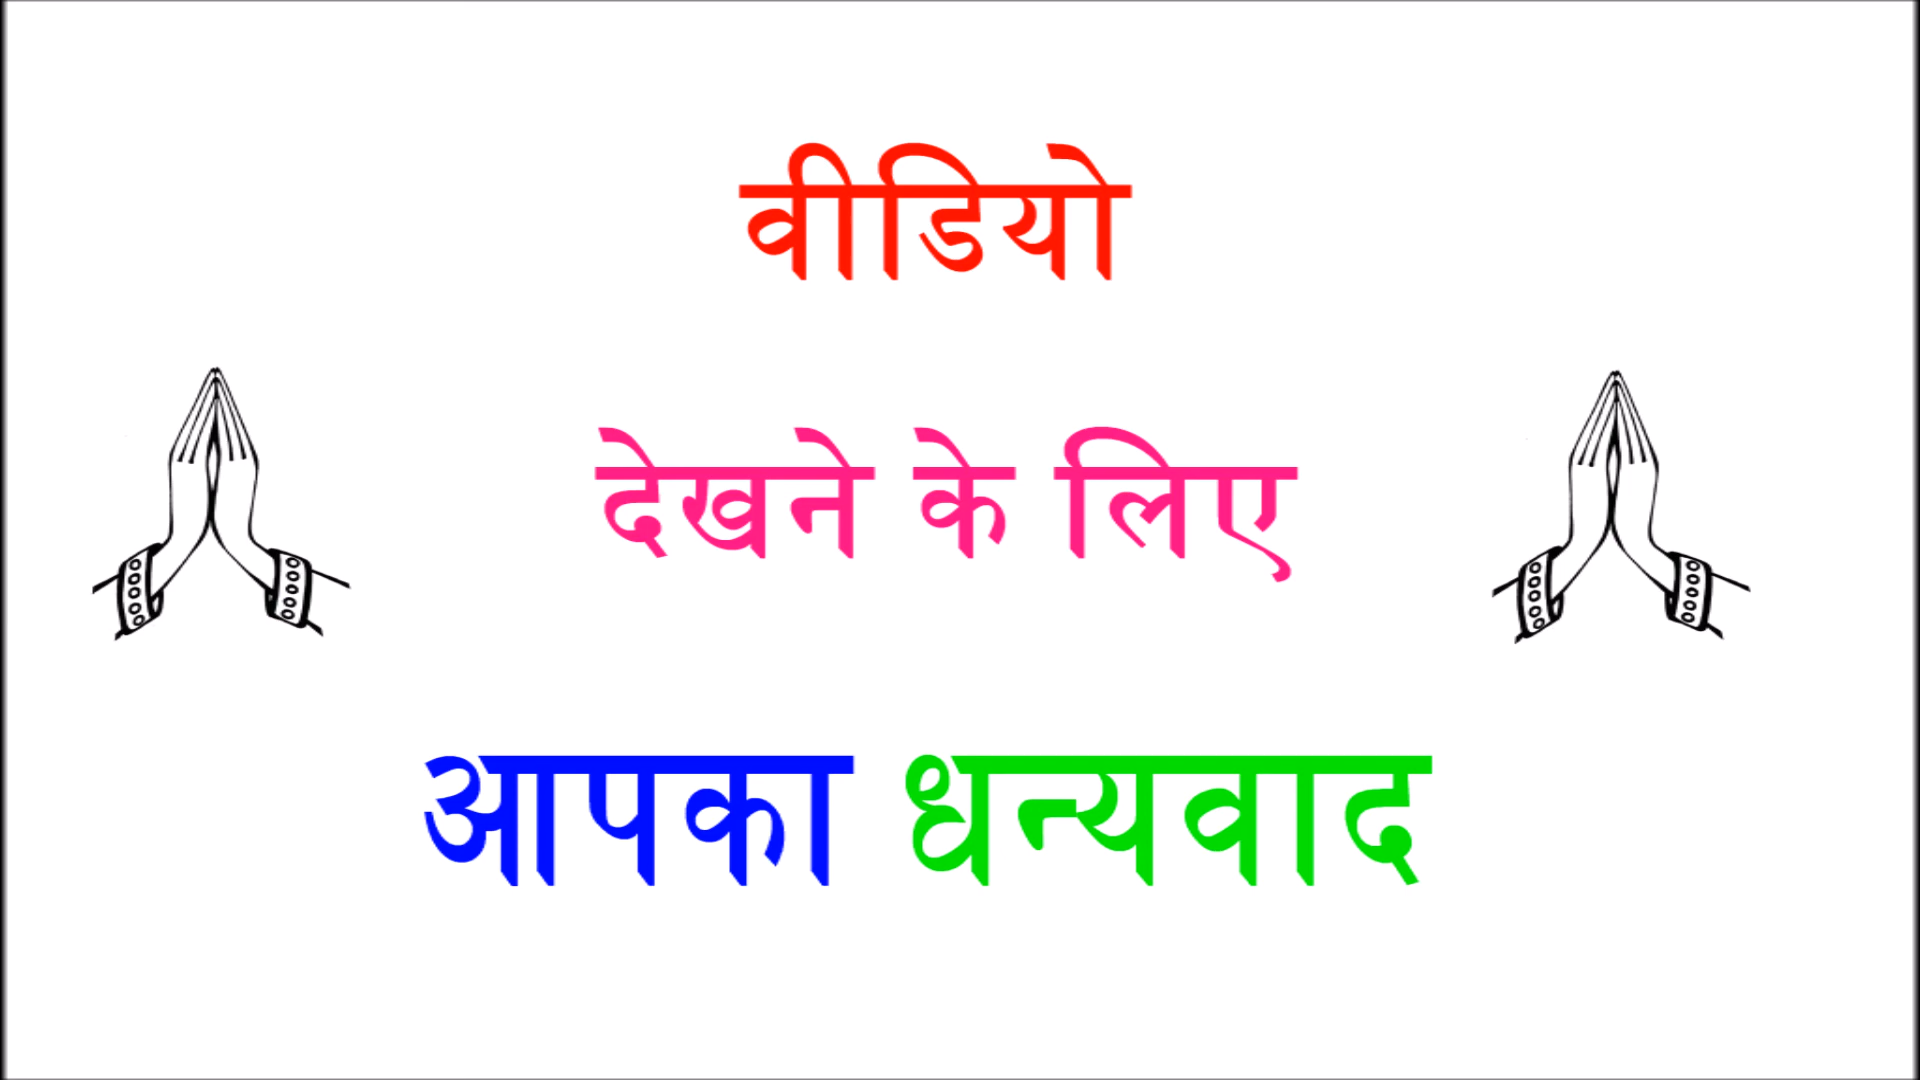 वीडियो
देखने के लिए
आपका धन्यवाद